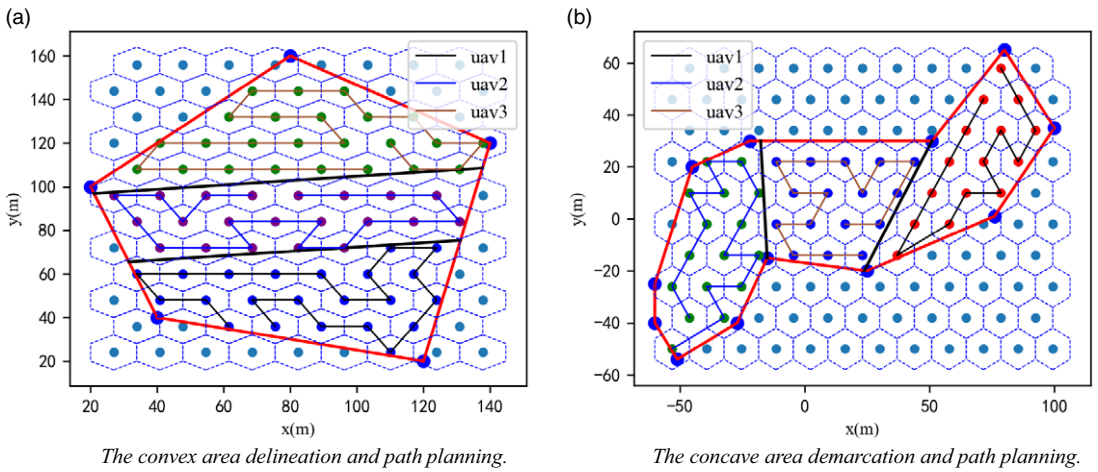 (a)
(b)
160
140
120
100
80
60
40
20
y(m)
20 40 60 80 100 120 140
x(m)
uav1
uav2
uav3
The convex area delineation and path planning.
60
40
20
0
−20
−40
−60
y(m)
−50 0 50 100
x(m)
uav1
uav2
uav3
The concave area demarcation and path planning.